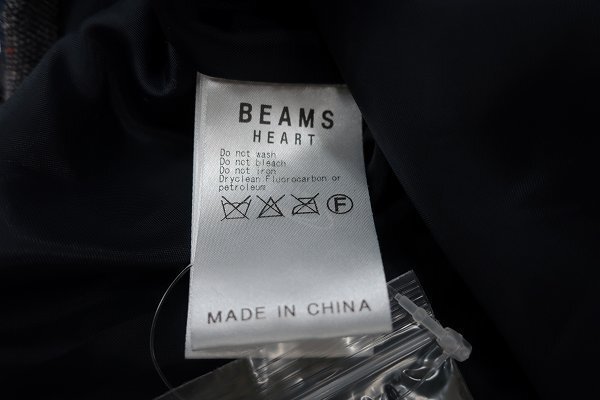 BEAMS
HEART
Do not wash
Do not bleach
Do not iron
Dryclean Fluorocarbon or
petroleum
F
MADE IN CHINA